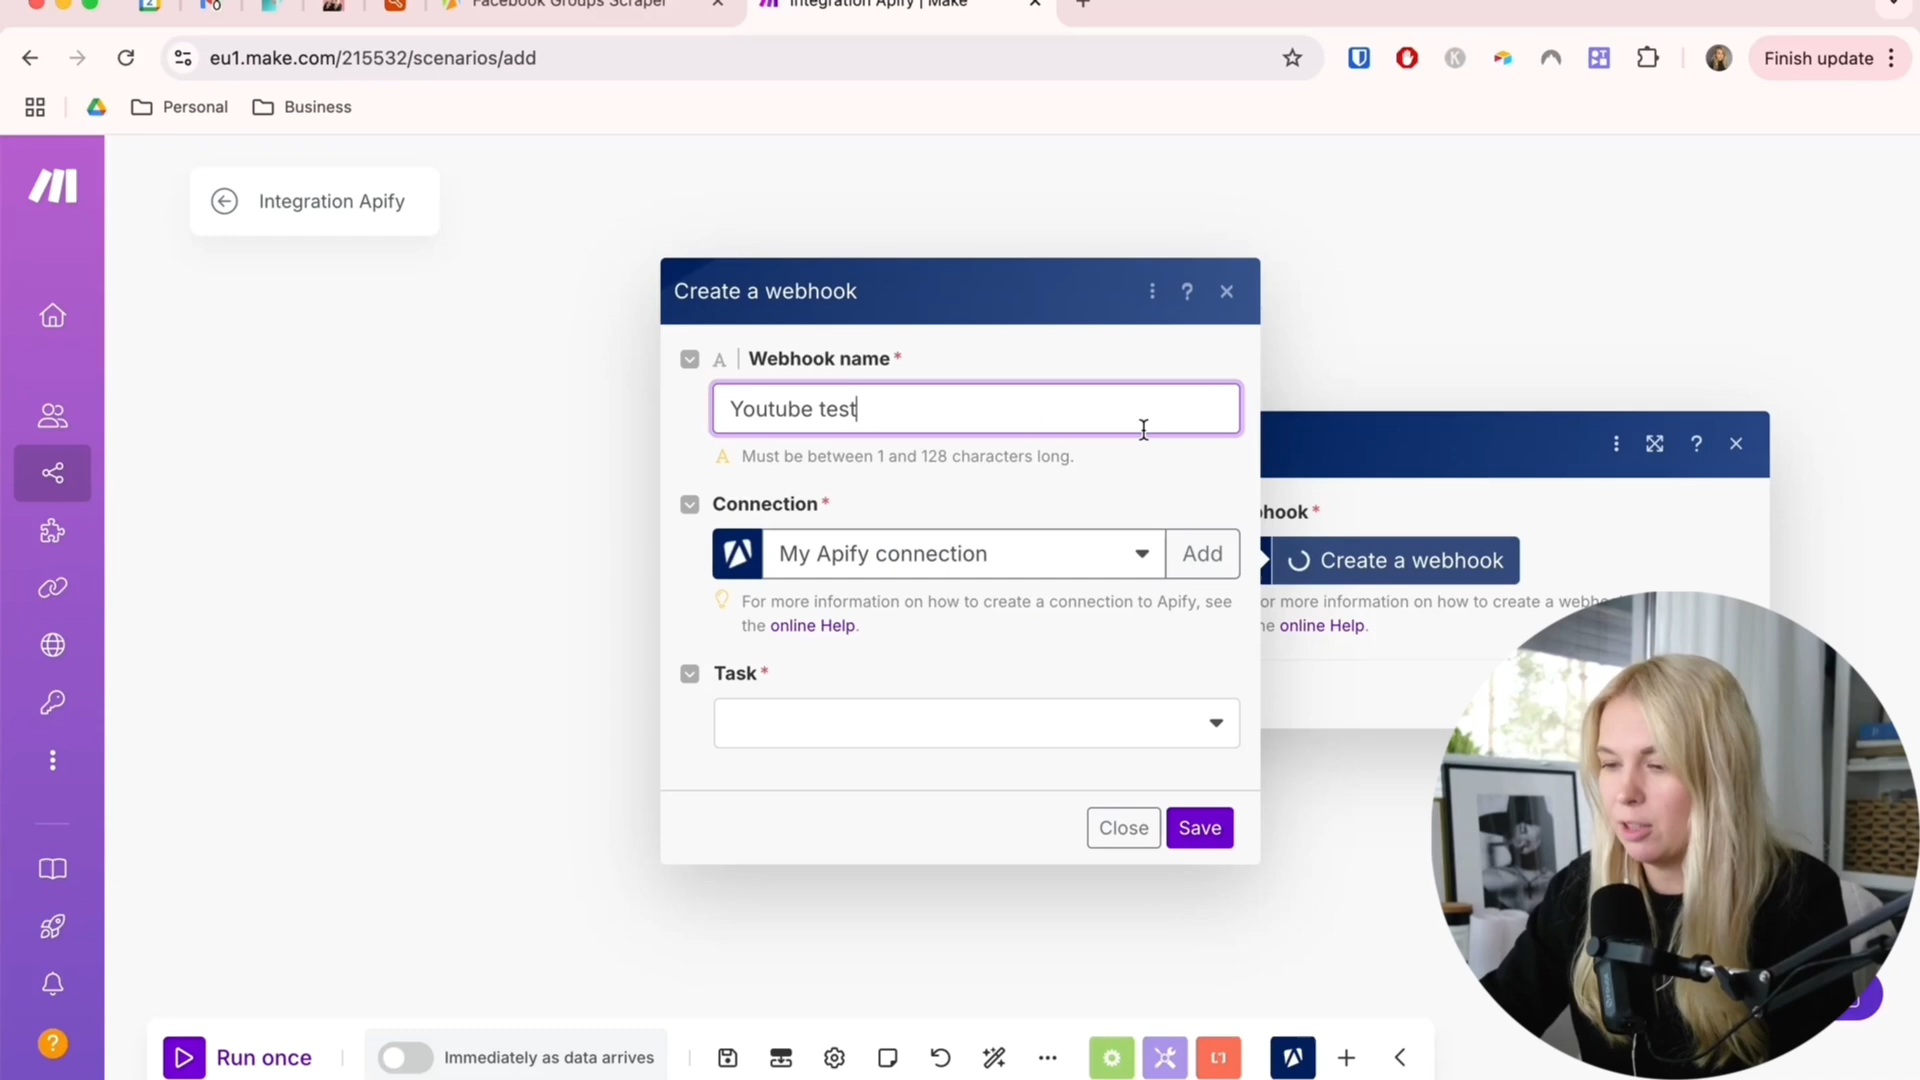 Facebook Groups Scraper
Integration Apify | Make
eu1.make.com/215532/scenarios/add
Finish update
Personal
Business
Integration Apify
Create a webhook
Webhook name *
Youtube test
Must be between 1 and 128 characters long.
Connection *
My Apify connection
Add
For more information on how to create a connection to Apify, see
the online Help.
Task *
Close
Save
hook *
Create a webhook
or more information on how to create a webh
he online Help.
Run once
Immediately as data arrives